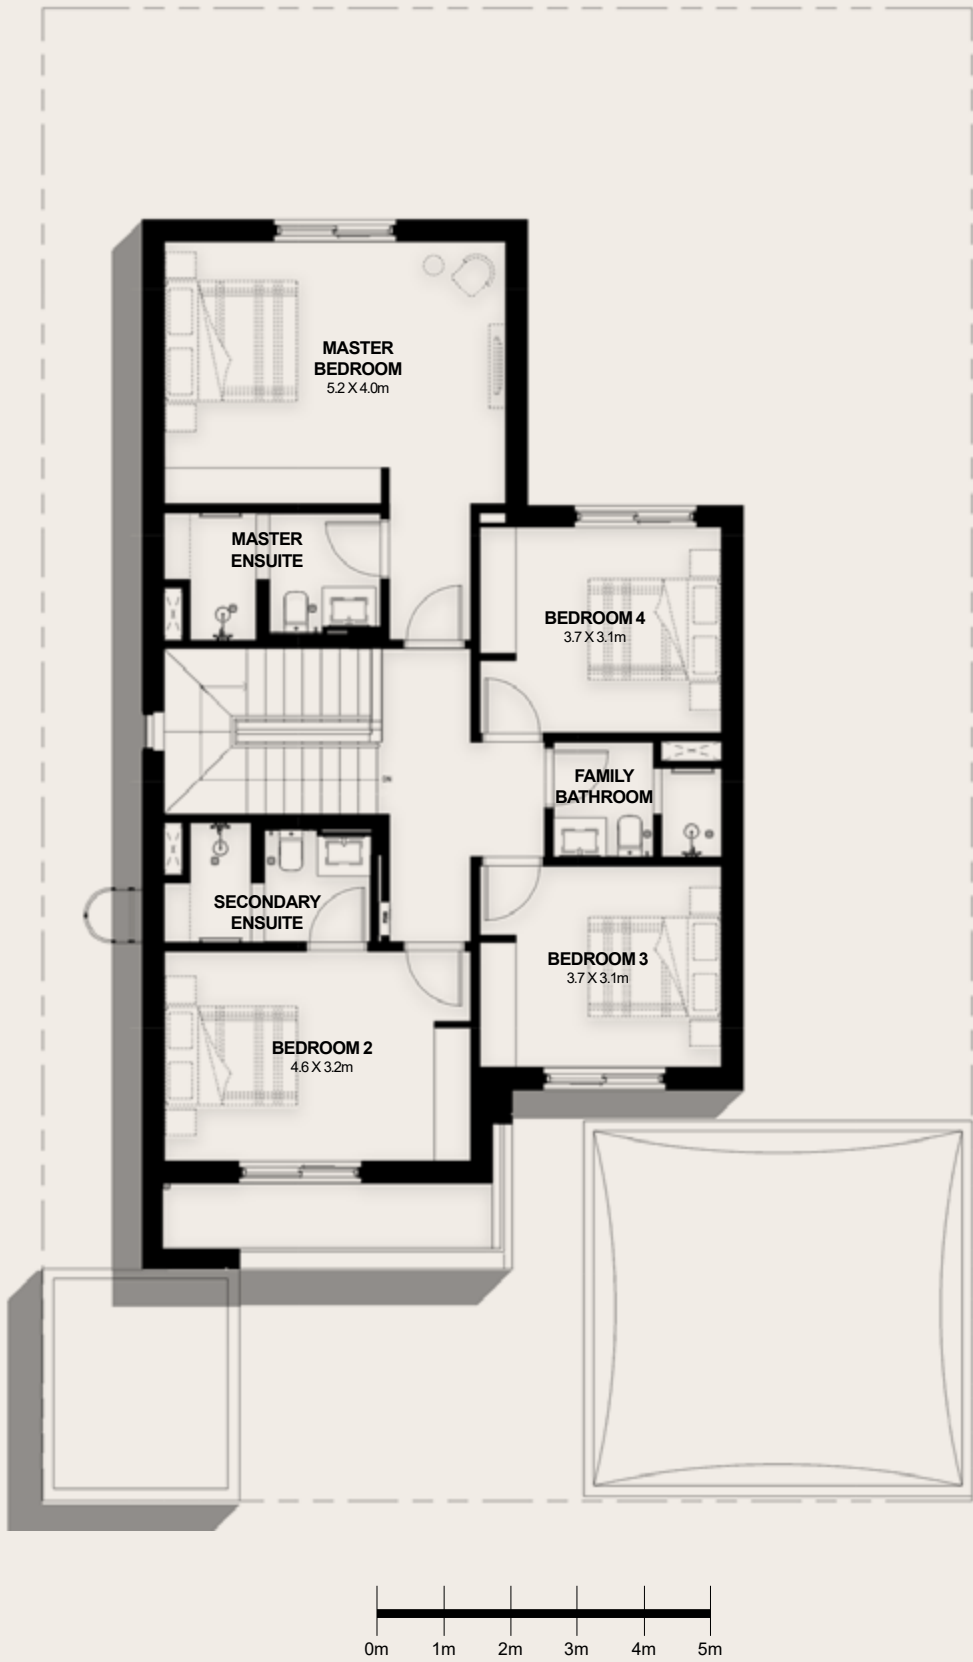 MASTER
BEDROOM
5.2 X 4.0m
MASTER
ENSUITE
BEDROOM 4
3.7 X 3.1m
FAMILY
BATHROOM
SECONDARY
ENSUITE
BEDROOM 3
3.7 X 3.1m
BEDROOM 2
4.6 X 3.2m
0m 1m 2m 3m 4m 5m